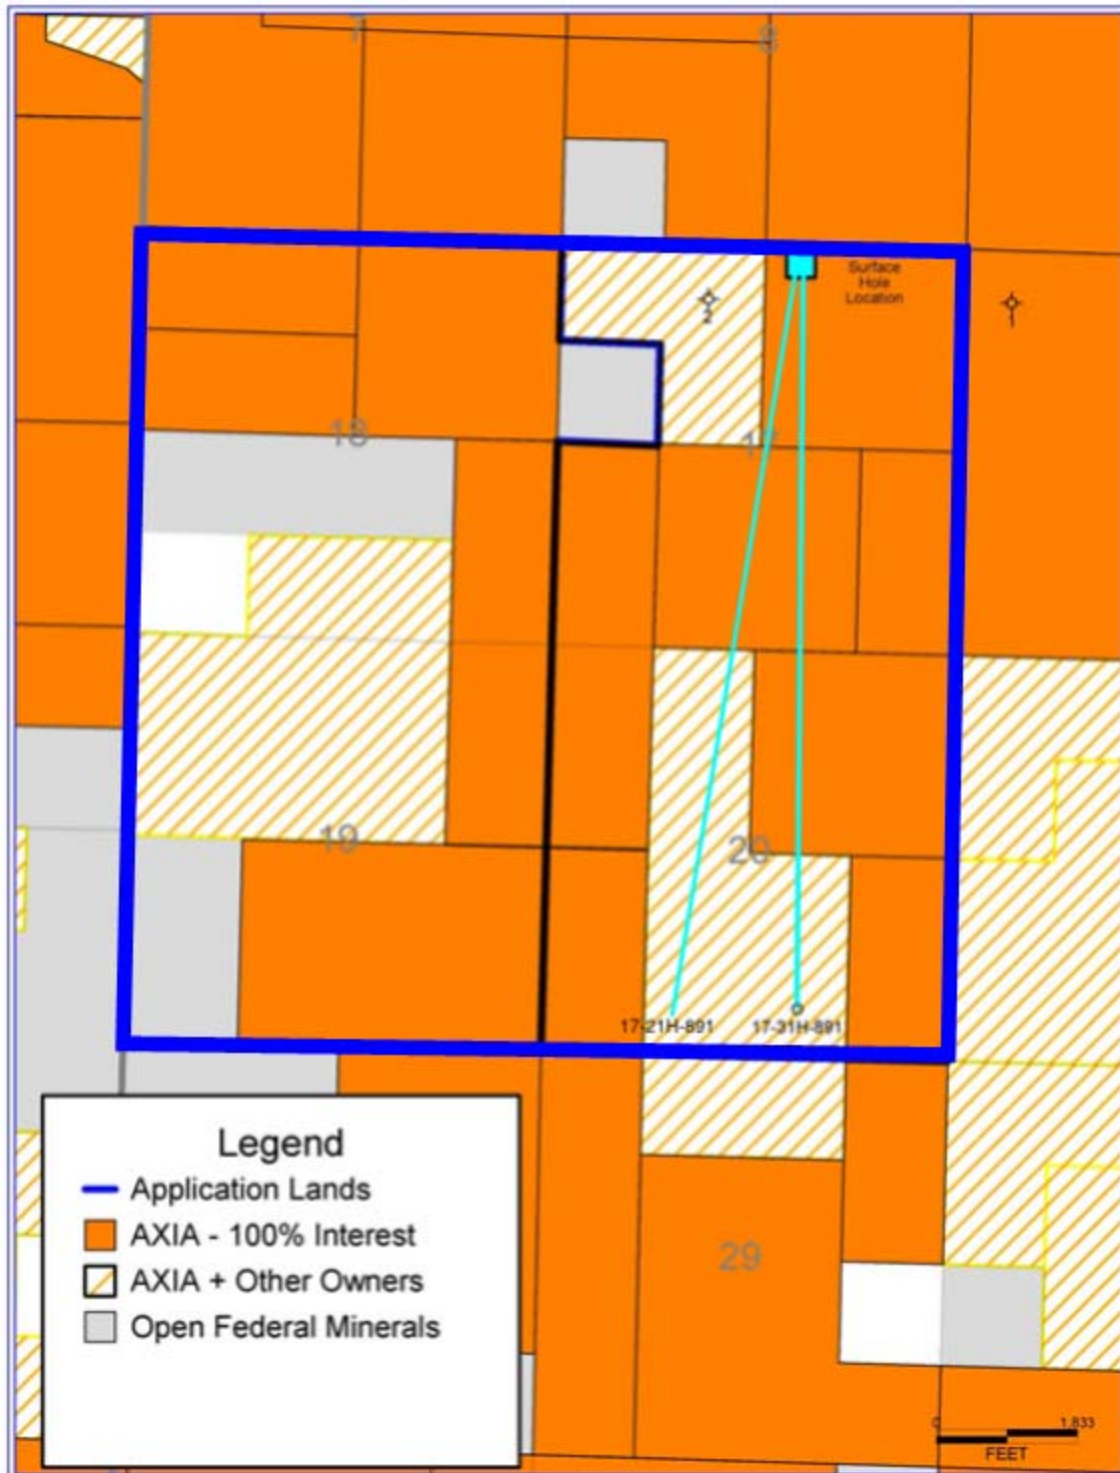 7
8
Surface
Hole
Location
2
1
18
17
19
20
17-21H-891
17-31H-891
Legend
Application Lands
AXIA - 100% Interest
AXIA + Other Owners
Open Federal Minerals
29
0
1,833
FEET